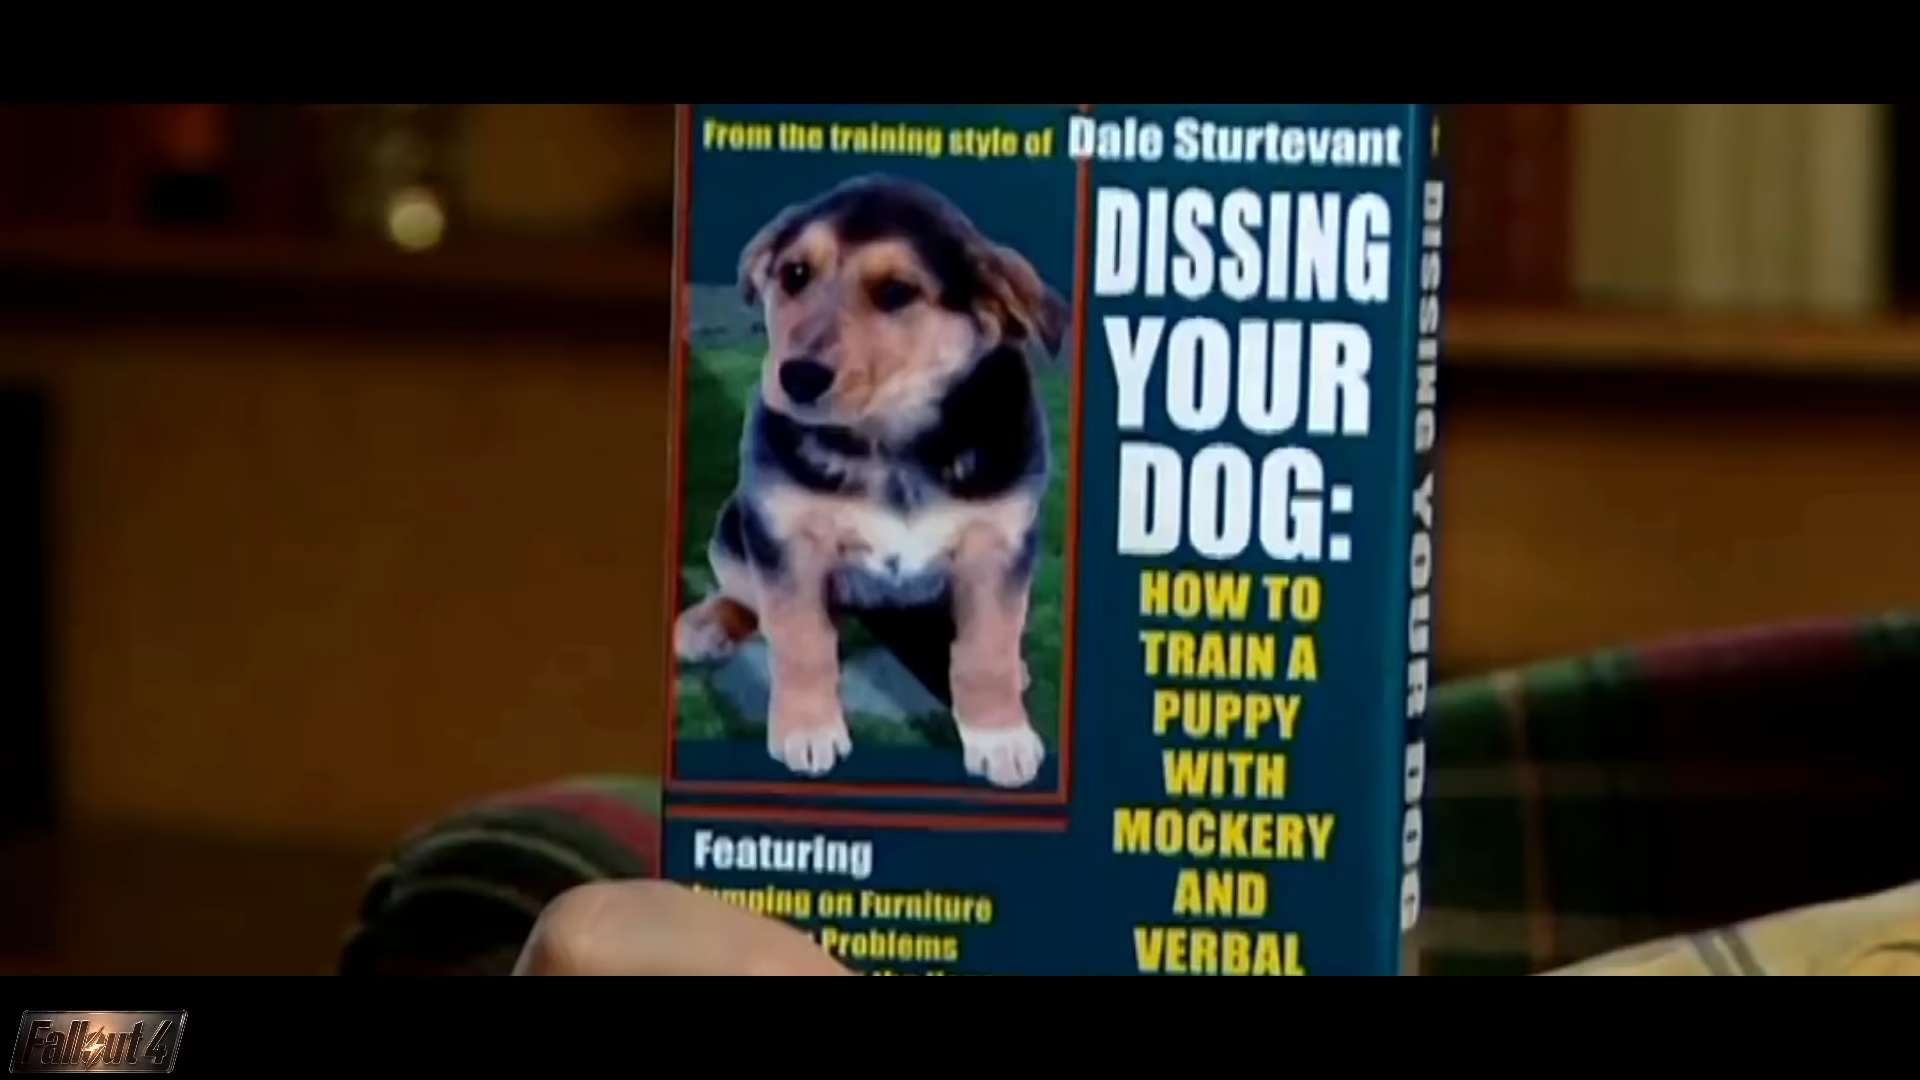 From the training style of Dale Sturtevant
DISSING
YOUR
DOG:
HOW TO
TRAIN A
PUPPY
WITH
MOCKERY
AND
VERBAL
DISSING YOUR DOG
Featuring
on Furniture
Problems
Fallout 4